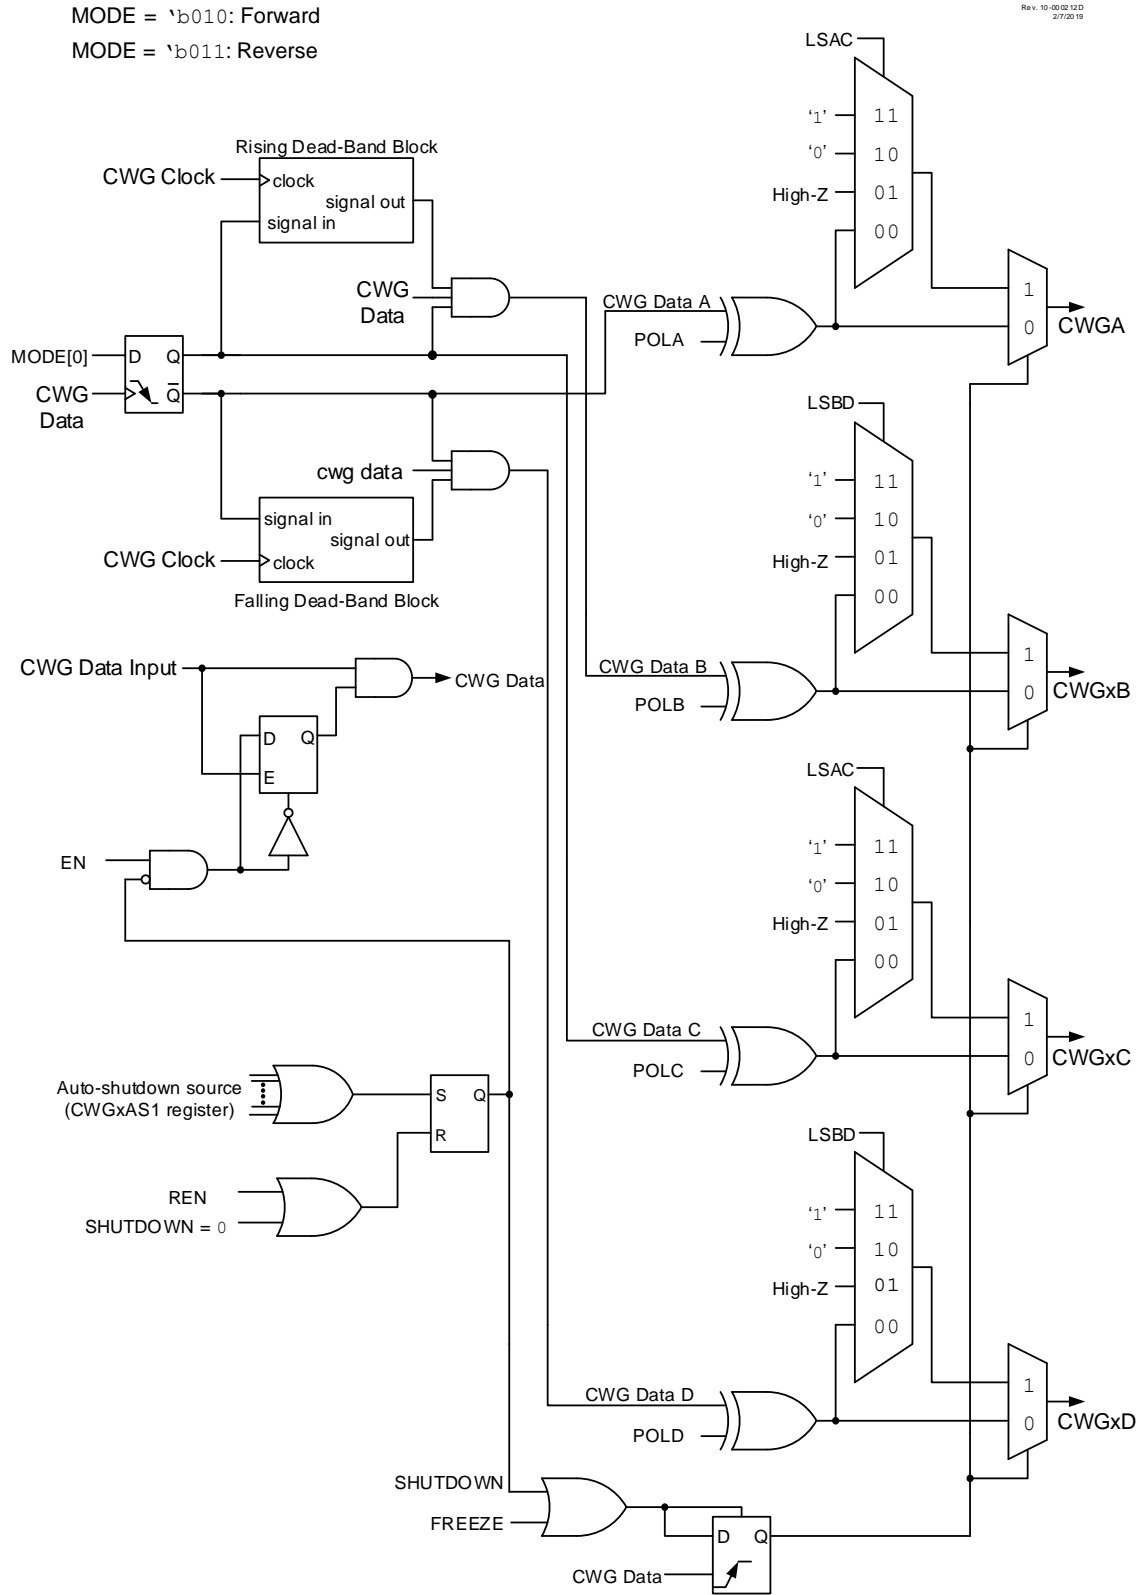 MODE = ‘b010: Forward
Rev. 10-000212D
2/7/2019
MODE = ‘b011: Reverse
LSAC
‘1’
11
‘0’
10
High-Z
01
00
Rising Dead-Band Block
CWG Clock
clock
signal out
signal in
CWG
Data
CWG Data A
POLA
1
0
CWGA
MODE[0]
D
Q
CWG
Data
Q
LSBD
‘1’
11
‘0’
10
High-Z
01
00
cwg data
signal in
signal out
CWG Clock
clock
Falling Dead-Band Block
CWG Data Input
CWG Data
CWG Data B
POLB
1
0
CWGxB
D
Q
E
EN
LSAC
‘1’
11
‘0’
10
High-Z
01
00
CWG Data C
POLC
1
0
CWGxC
Auto-shutdown source
(CWGxAS1 register)
S
Q
R
REN
SHUTDOWN = 0
LSBD
‘1’
11
‘0’
10
High-Z
01
00
CWG Data D
POLD
1
0
CWGxD
SHUTDOWN
FREEZE
D
Q
CWG Data